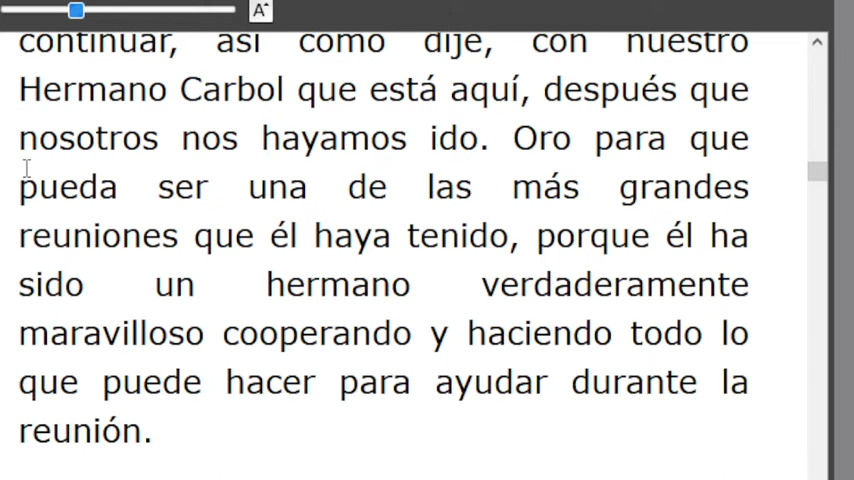 A
continuar, así como dije, con nuestro
Hermano Carbol que está aquí, después que
nosotros nos hayamos ido. Oro para que
pueda ser una de las más grandes
reuniones que él haya tenido, porque él ha
sido un hermano verdaderamente
maravilloso cooperando y haciendo todo lo
que puede hacer para ayudar durante la
reunión.